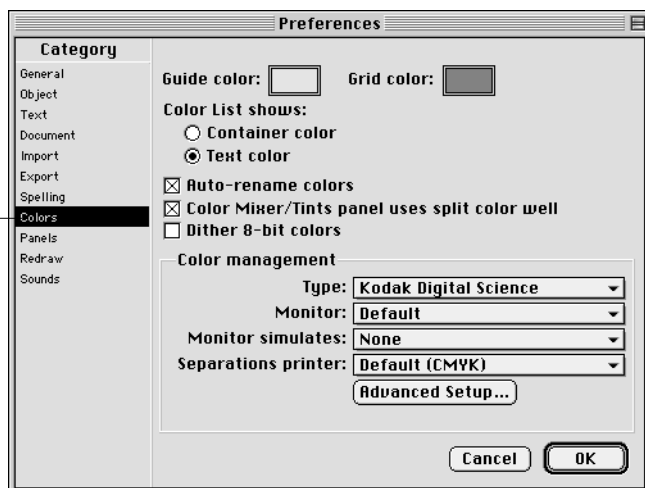 Preferences
Category
General
Object
Text
Document
Import
Export
Spelling
Colors
Panels
Redraw
Sounds
Guide color: Grid color:
Color List shows:
Container color
Text color
Auto-rename colors
Color Mixer/Tints panel uses split color well
Dither 8-bit colors
Color management
Type: Kodak Digital Science
Monitor: Default
Monitor simulates: None
Separations printer: Default (CMYK)
Advanced Setup...
Cancel OK